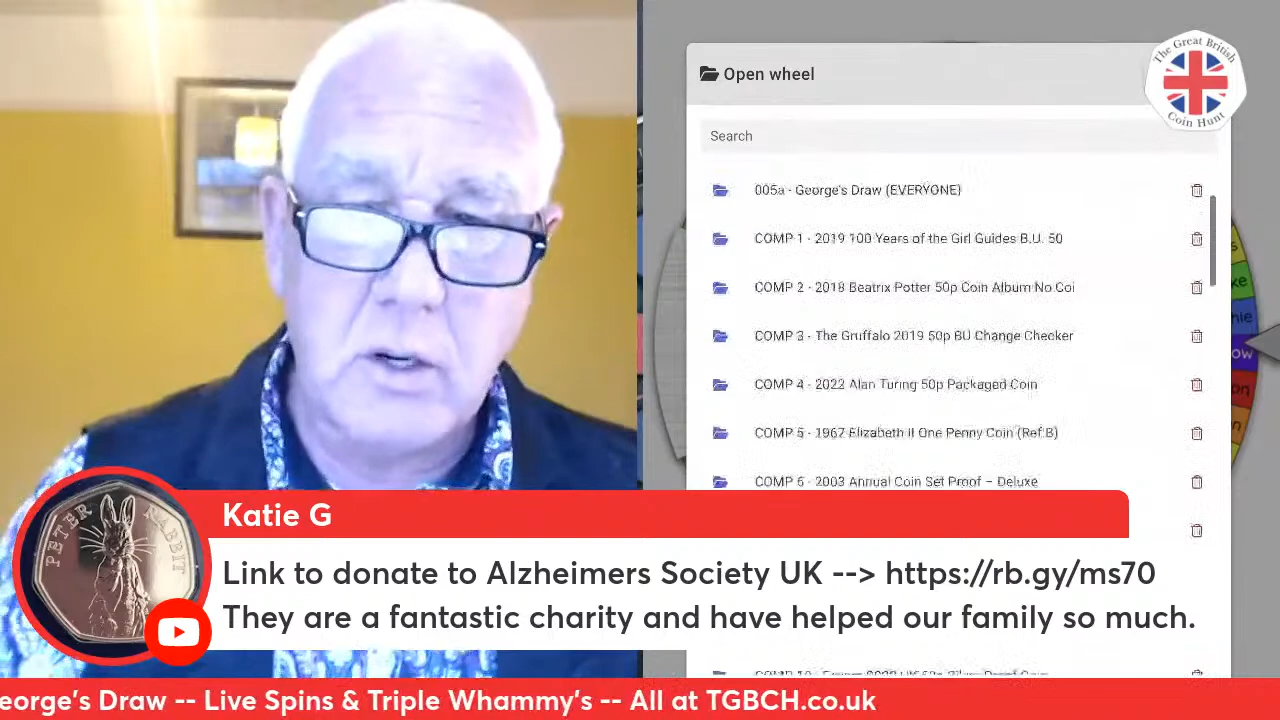 Open wheel
The Great British
Coin Hunt
Search
005a - George's Draw (EVERYONE)
COMP 1 - 2019 100 Years of the Girl Guides B.U. 50
COMP 2 - 2018 Beatrix Potter 50p Coin Album No Coi
COMP 3 - The Gruffalo 2019 50p BU Change Checker
COMP 4 - 2022 Alan Turing 50p Packaged Coin
COMP 5 - 1967 Elizabeth II One Penny Coin (Ref:B)
COMP 6 - 2003 Annual Coin Set Proof – Deluxe
PETER RABBIT
Katie G
Link to donate to Alzheimers Society UK --> https://rb.gy/ms70
They are a fantastic charity and have helped our family so much.
eorge's Draw -- Live Spins & Triple Whammy's -- All at TGBCH.co.uk